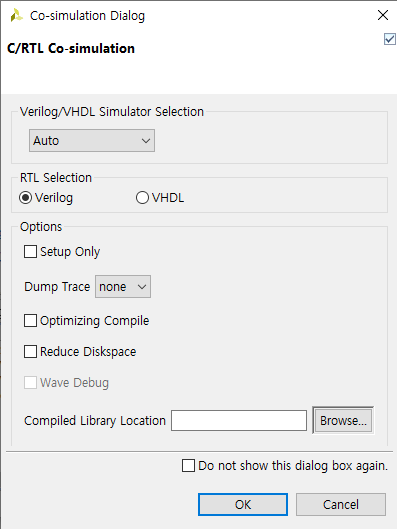 Co-simulation Dialog
C/RTL Co-simulation
Verilog/VHDL Simulator Selection
Auto
RTL Selection
Verilog VHDL
Options
Setup Only
Dump Trace none
Optimizing Compile
Reduce Diskspace
Wave Debug
Compiled Library Location Browse...
Do not show this dialog box again.
OK Cancel